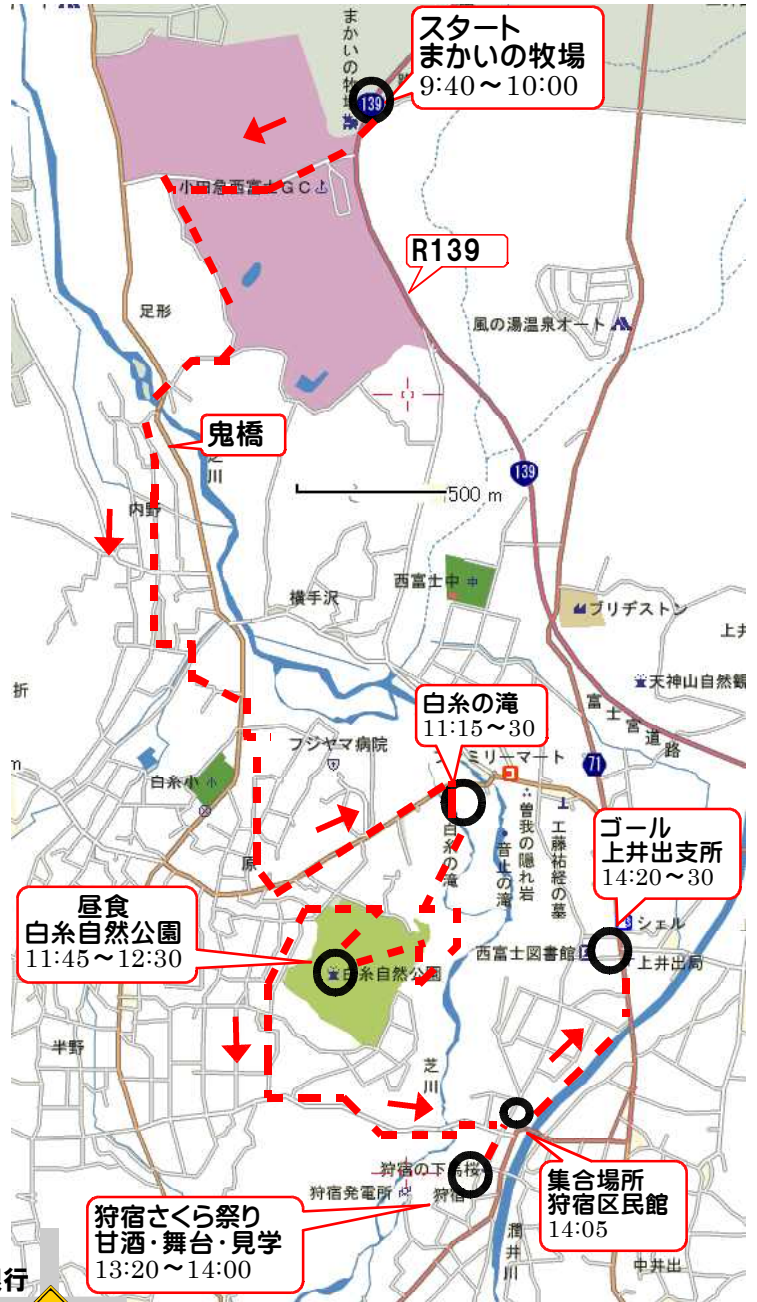 スタート
まかいの牧場
9:40～10:00
まかいの牧場
139
小田急西富士GC
R139
足形
風の湯温泉オート
鬼橋
芝川
139
500 m
内野
西富士中
横手沢
ブリヂストン
上井
天神山自然観
折
白糸の滝
11:15～30
富士宮道路
フジヤマ病院
ミリーマート
71
白糸小
曽我の隠れ岩
工藤祐経の墓
白糸の滝
音止の滝
ゴール
上井出支所
14:20～30
原
昼食
白糸自然公園
11:45～12:30
シェル
西富士図書館
上井出局
白糸自然公園
半野
芝川
狩宿の下馬桜
狩宿発電所
狩宿
集合場所
狩宿区民館
14:05
狩宿さくら祭り
甘酒・舞台・見学
13:20～14:00
潤井川
中井出
行